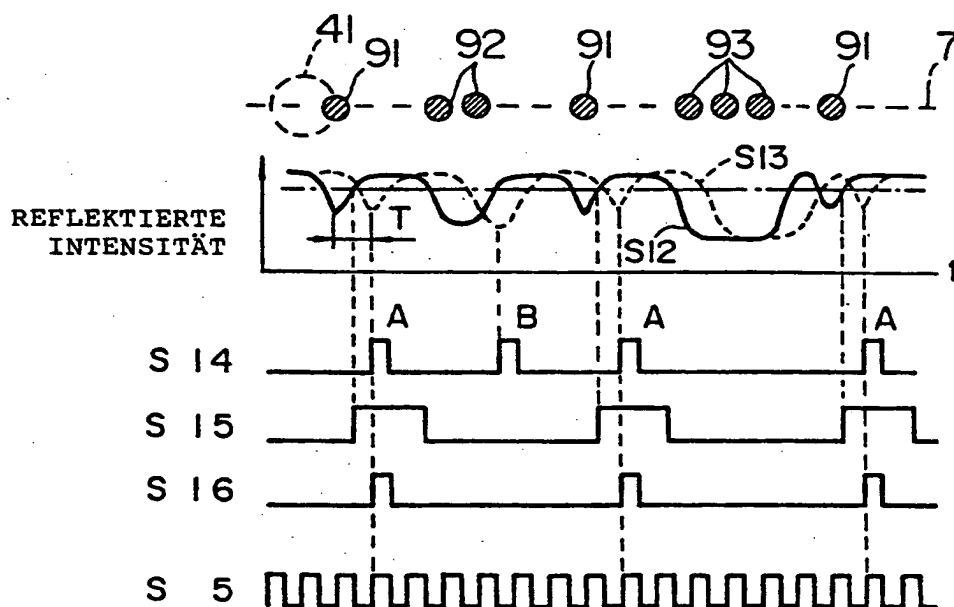 41 91 92 91 93 91 7
S13
REFLEKTIERTE
INTENSITÄT
T
S12
t
A B A A
S 14
S 15
S 16
S 5